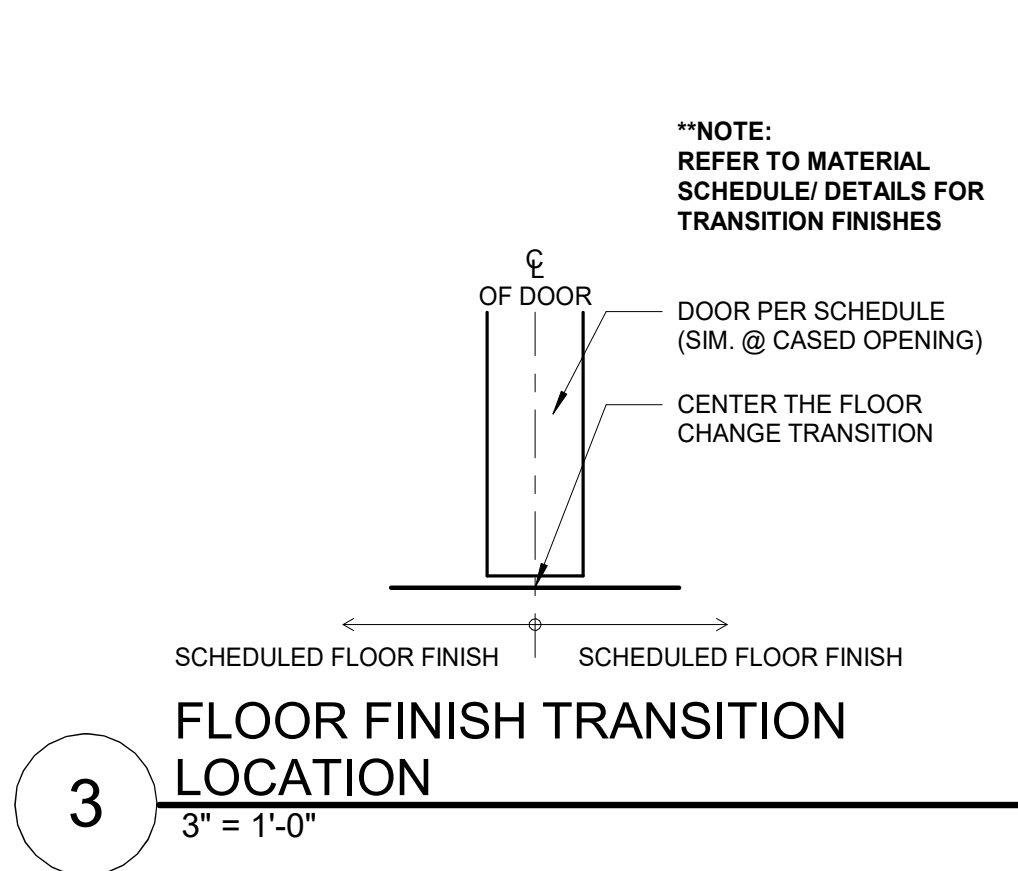 **NOTE:
REFER TO MATERIAL
SCHEDULE/ DETAILS FOR
TRANSITION FINISHES
℄
OF DOOR
DOOR PER SCHEDULE
(SIM. @ CASED OPENING)
CENTER THE FLOOR
CHANGE TRANSITION
SCHEDULED FLOOR FINISH
SCHEDULED FLOOR FINISH
FLOOR FINISH TRANSITION
LOCATION
3
3" = 1'-0"